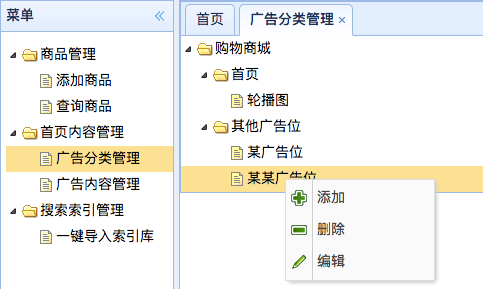 菜单
商品管理
添加商品
查询商品
首页内容管理
广告分类管理
广告内容管理
搜索索引管理
一键导入索引库
首页
广告分类管理
购物商城
首页
轮播图
其他广告位
某广告位
某某广告位
添加
删除
编辑